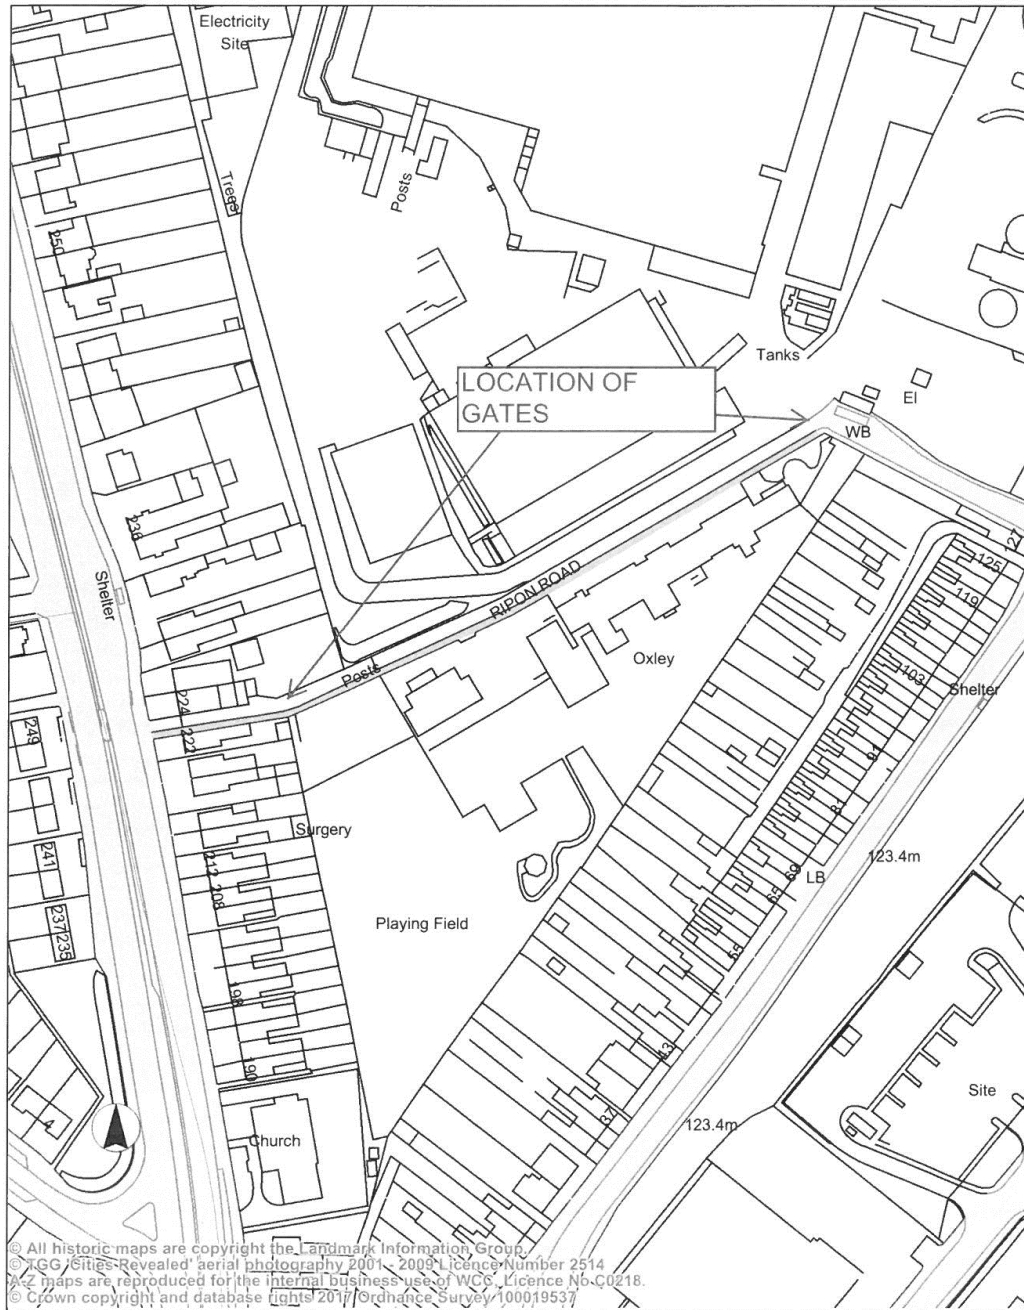 Electricity
Site
Trees
Posts
250
Tanks
LOCATION OF
GATES
El
WB
236
Shelter
RIPON ROAD
127
125
119
Posts
Oxley
103
Shelter
224
222
249
91
Surgery
81
241
212
208
69
LB
123.4m
65
237
235
Playing Field
55
198
43
190
Site
37
4
Church
123.4m
© All historic maps are copyright the Landmark Information Group.
© TGG 'Cities Revealed' aerial photography 2001 - 2009 Licence Number 2514
A-Z maps are reproduced for the internal business use of WCC. Licence No C0218.
© Crown copyright and database rights 2017 Ordnance Survey 100019537